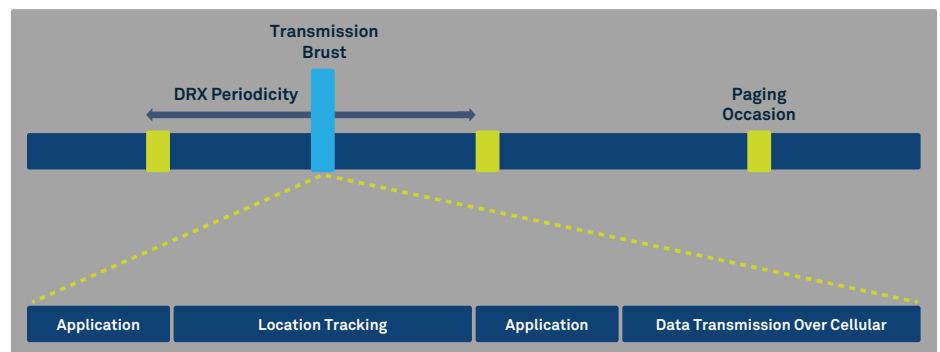 Transmission
Brust
DRX Periodicity
Paging
Occasion
Application
Location Tracking
Application
Data Transmission Over Cellular